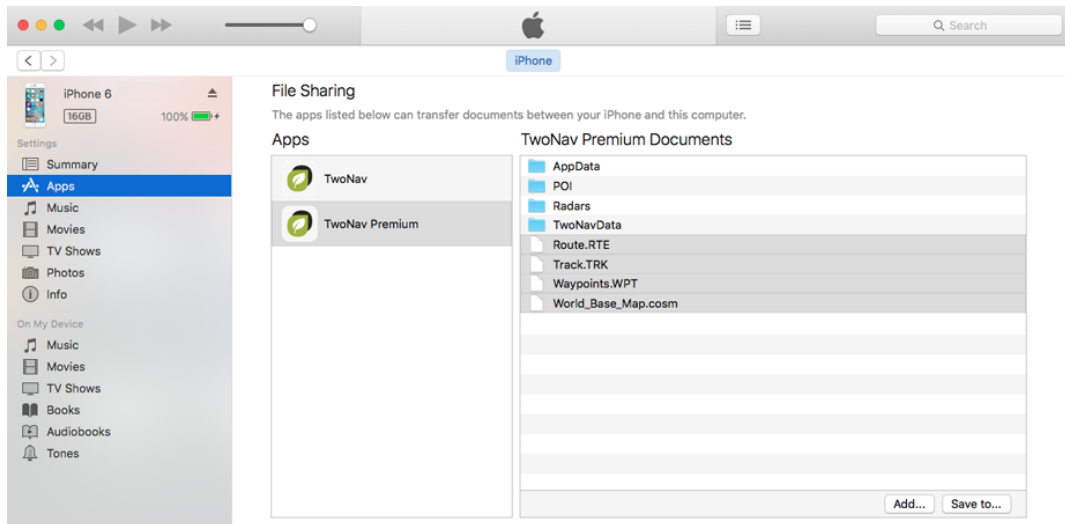 Search
iPhone
iPhone 6
16GB
100%
Settings
Summary
Apps
Music
Movies
TV Shows
Photos
Info
On My Device
Music
Movies
TV Shows
Books
Audiobooks
Tones
File Sharing
The apps listed below can transfer documents between your iPhone and this computer.
Apps
TwoNav
TwoNav Premium
TwoNav Premium Documents
AppData
POI
Radars
TwoNavData
Route.RTE
Track.TRK
Waypoints.WPT
World_Base_Map.cosm
Add... Save to...